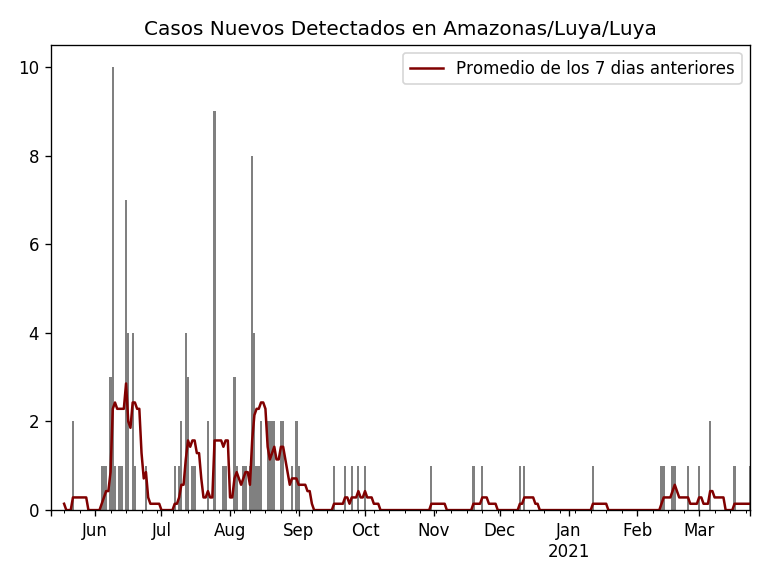 Casos Nuevos Detectados en Amazonas/Luya/Luya
Promedio de los 7 dias anteriores
10
8
6
4
2
0
Jun Jul Aug Sep Oct Nov Dec Jan Feb Mar
2021